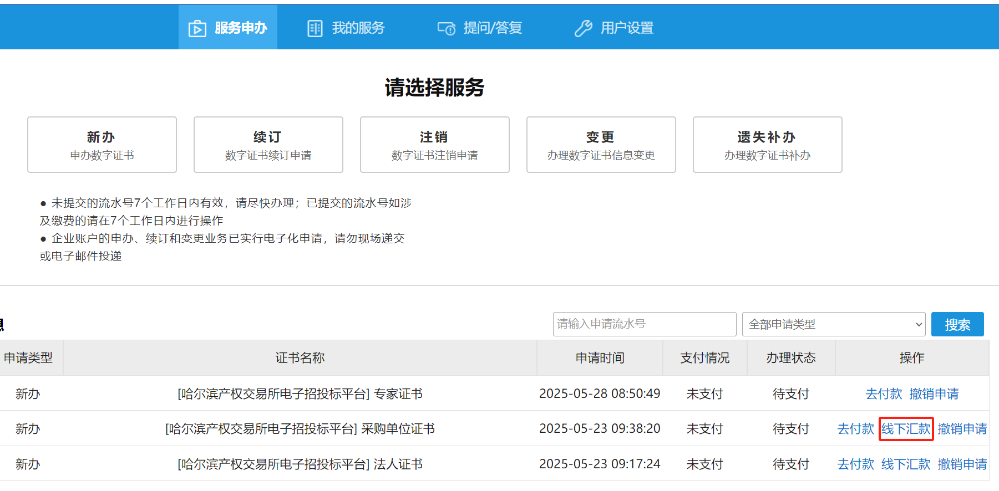 服务申办 我的服务 提问/答复 用户设置
请选择服务
新办 续订 注销 变更 遗失补办
申办数字证书 数字证书续订申请 数字证书注销申请 办理数字证书信息变更 办理数字证书补办
● 未提交的流水号7个工作日内有效，请尽快办理；已提交的流水号如涉
及缴费的请在7个工作日内进行操作
● 企业账户的申办、续订和变更业务已实行电子化申请，请勿现场递交
或电子邮件投递
请输入申请流水号 全部申请类型 搜索
申请类型 证书名称 申请时间 支付情况 办理状态 操作
新办 [哈尔滨产权交易所电子招投标平台] 专家证书 2025-05-28 08:50:49 未支付 待支付 去付款 撤销申请
新办 [哈尔滨产权交易所电子招投标平台] 采购单位证书 2025-05-23 09:38:20 未支付 待支付 去付款 线下汇款 撤销申请
新办 [哈尔滨产权交易所电子招投标平台] 法人证书 2025-05-23 09:17:24 未支付 待支付 去付款 线下汇款 撤销申请